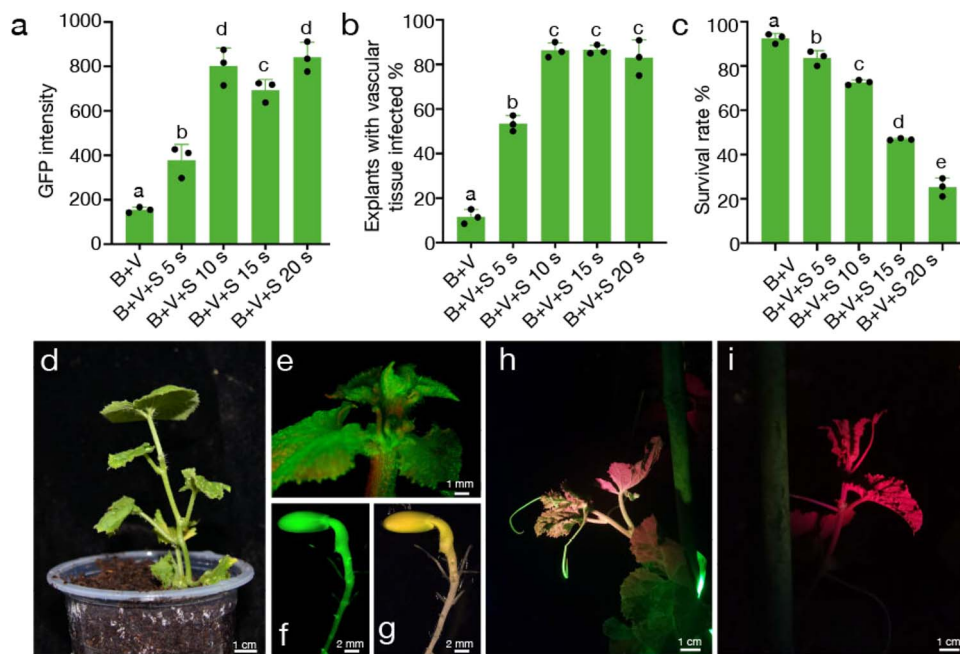 a
GFP intensity
1000
800
600
400
200
0
a
b
d
c
d
B+V
B+V+S 5 s
B+V+S 10 s
B+V+S 15 s
B+V+S 20 s
b
Explants with vascular
tissue infected %
100
80
60
40
20
0
a
b
c
c
c
B+V
B+V+S 5 s
B+V+S 10 s
B+V+S 15 s
B+V+S 20 s
c
Survival rate %
100
80
60
40
20
0
a
b
c
d
e
B+V
B+V+S 5 s
B+V+S 10 s
B+V+S 15 s
B+V+S 20 s
d
1 cm
e
1 mm
f
2 mm
g
2 mm
h
1 cm
i
1 cm